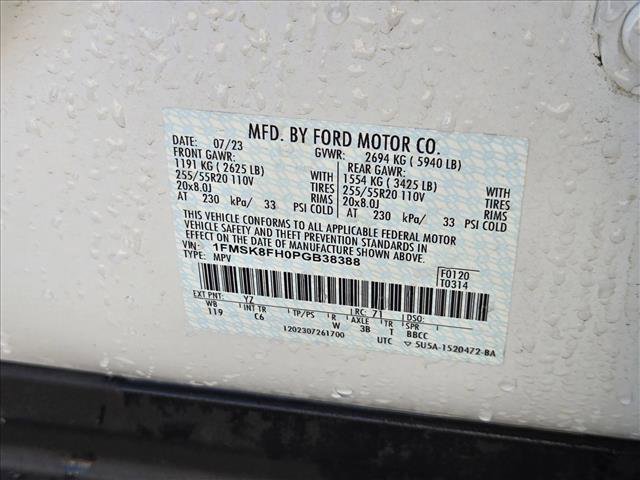 MFD. BY FORD MOTOR CO.
DATE: 07/23 GVWR: 2694 KG ( 5940 LB)
FRONT GAWR: REAR GAWR:
1191 KG ( 2625 LB) WITH 1554 KG ( 3425 LB) WITH
255/55R20 110V TIRES 255/55R20 110V TIRES
20x8.0J RIMS 20x8.0J RIMS
AT 230 kPa/ 33 PSI COLD AT 230 kPa/ 33 PSI COLD
THIS VEHICLE CONFORMS TO ALL APPLICABLE FEDERAL MOTOR
VEHICLE SAFETY AND THEFT PREVENTION STANDARDS IN
EFFECT ON THE DATE OF MANUFACTURE SHOWN ABOVE.
VIN: 1FMSK8FH0PGB38388
TYPE: MPV F0120
T0314
EXT PNT: YZ RC: 71 DSO:
WB INT TR TP/PS R AXLE TR SPR
119 C6 W 3B T BBCC
1202307261700 UTC 5U5A-1520472-BA